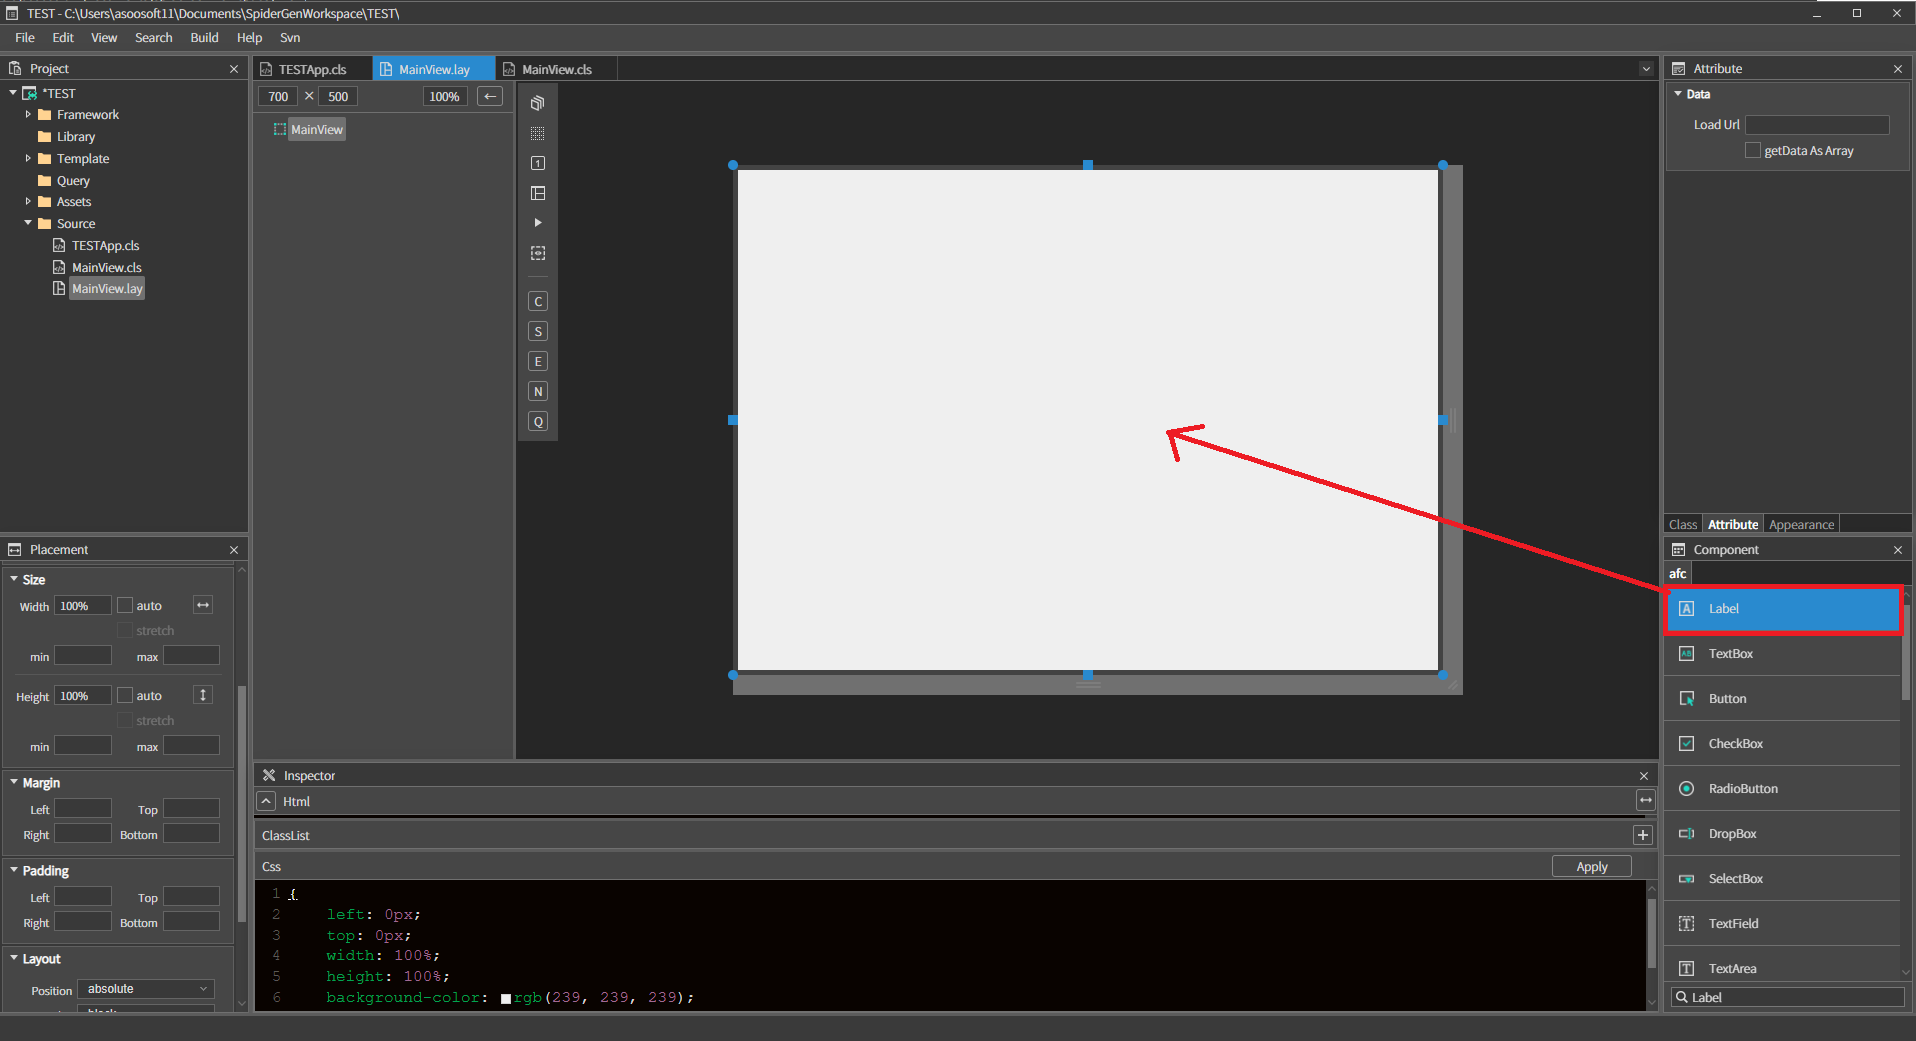 TEST - C:\Users\asoosoft11\Documents\SpiderGenWorkspace\TEST\
File Edit View Search Build Help Svn
Project
*TEST
Framework
Library
Template
Query
Assets
Source
TESTApp.cls
MainView.cls
MainView.lay
Placement
Size
Width 100% auto
stretch
min max
Height 100% auto
stretch
min max
Margin
Left Top
Right Bottom
Padding
Left Top
Right Bottom
Layout
Position absolute
TESTApp.cls MainView.lay MainView.cls
700 × 500 100%
MainView
1
C
S
E
N
Q
Inspector
Html
ClassList
Css Apply
1 {
2 left: 0px;
3 top: 0px;
4 width: 100%;
5 height: 100%;
6 background-color: rgb(239, 239, 239);
Attribute
Data
Load Url
getData As Array
Class Attribute Appearance
Component
afc
A Label
AB TextBox
Button
CheckBox
RadioButton
DropBox
SelectBox
T TextField
T TextArea
Label